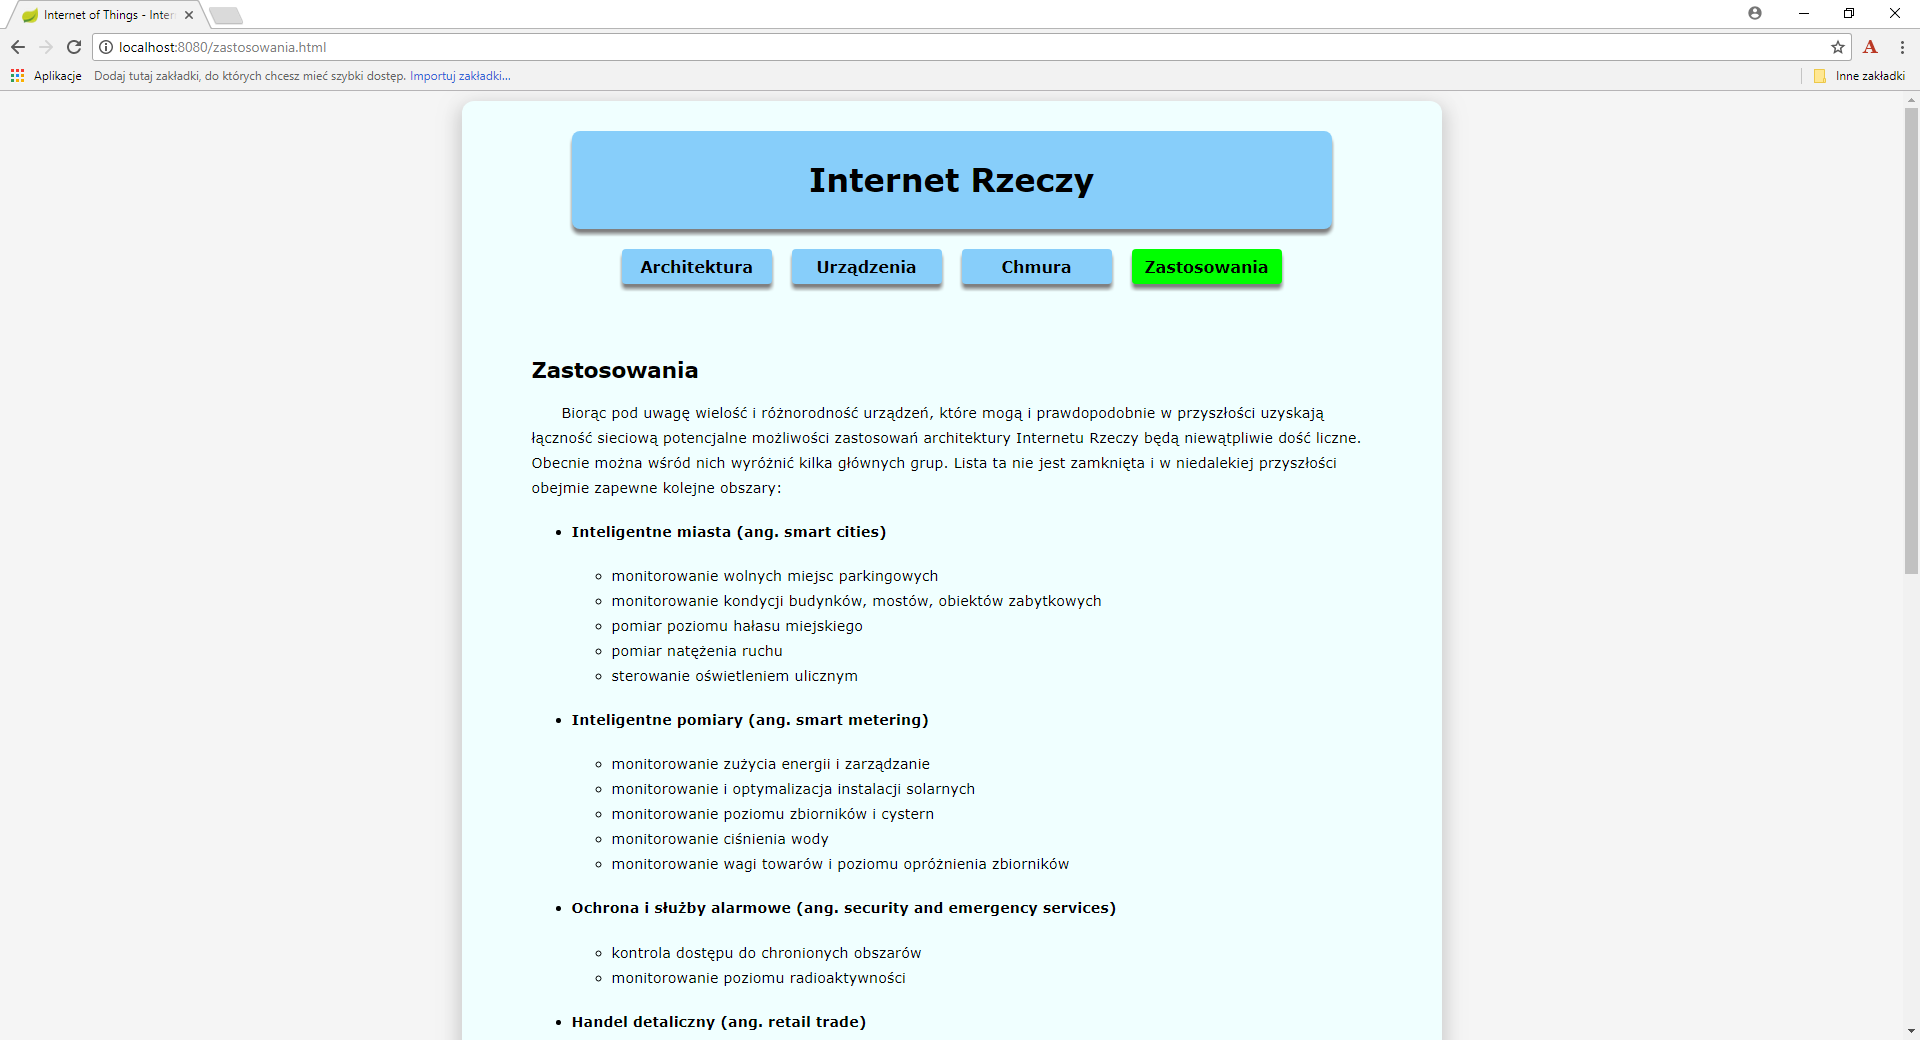 Internet of Things - Inter
localhost:8080/zastosowania.html
A
Aplikacje Dodaj tutaj zakładki, do których chcesz mieć szybki dostęp. Importuj zakładki... Inne zakładki
Internet Rzeczy
Architektura Urządzenia Chmura Zastosowania
Zastosowania
Biorąc pod uwagę wielość i różnorodność urządzeń, które mogą i prawdopodobnie w przyszłości uzyskają
łączność sieciową potencjalne możliwości zastosowań architektury Internetu Rzeczy będą niewątpliwie dość liczne.
Obecnie można wśród nich wyróżnić kilka głównych grup. Lista ta nie jest zamknięta i w niedalekiej przyszłości
obejmie zapewne kolejne obszary:
Inteligentne miasta (ang. smart cities)
monitorowanie wolnych miejsc parkingowych
monitorowanie kondycji budynków, mostów, obiektów zabytkowych
pomiar poziomu hałasu miejskiego
pomiar natężenia ruchu
sterowanie oświetleniem ulicznym
Inteligentne pomiary (ang. smart metering)
monitorowanie zużycia energii i zarządzanie
monitorowanie i optymalizacja instalacji solarnych
monitorowanie poziomu zbiorników i cystern
monitorowanie ciśnienia wody
monitorowanie wagi towarów i poziomu opróżnienia zbiorników
Ochrona i służby alarmowe (ang. security and emergency services)
kontrola dostępu do chronionych obszarów
monitorowanie poziomu radioaktywności
Handel detaliczny (ang. retail trade)